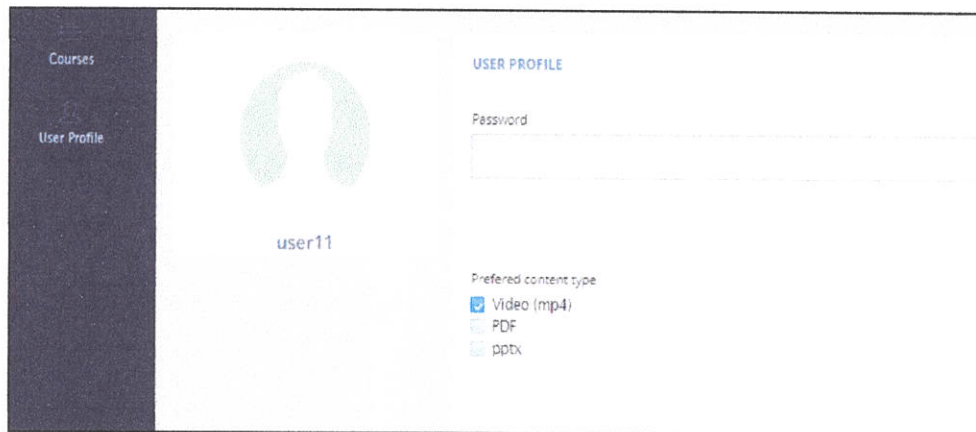 Courses
User Profile
user11
USER PROFILE
Password
Prefered content type
Video (mp4)
PDF
pptx